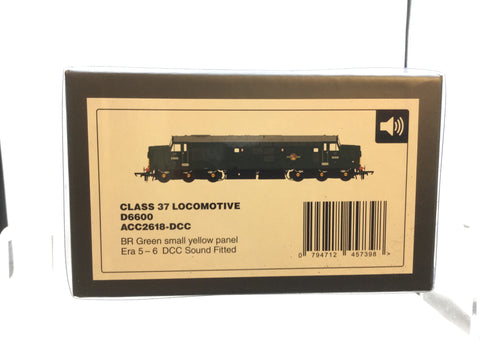 CLASS 37 LOCOMOTIVE
D6600
ACC2618-DCC
BR Green small yellow panel
Era 5 – 6 DCC Sound Fitted
0 794712 457398 >